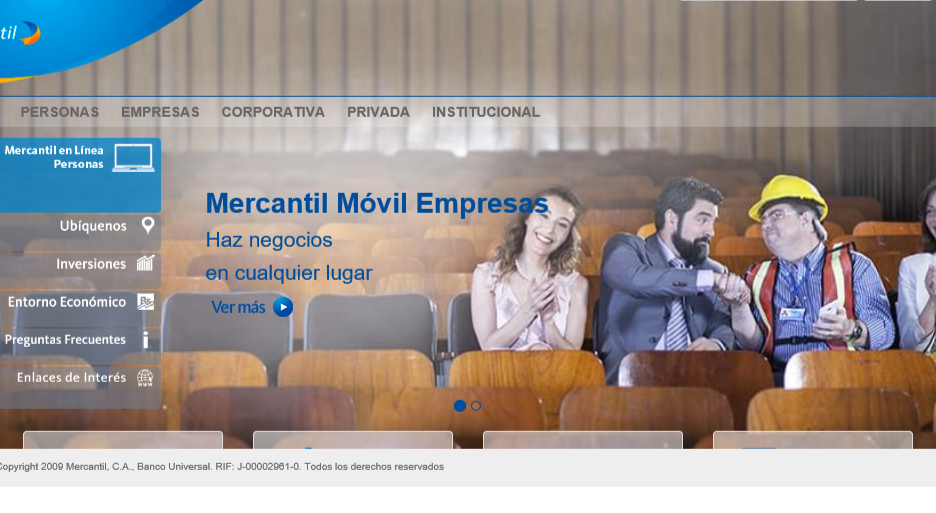 til
PERSONAS EMPRESAS CORPORATIVA PRIVADA INSTITUCIONAL
Mercantil en Línea
Personas
Ubíquenos
Inversiones
Entorno Económico
Preguntas Frecuentes
Enlaces de Interés
Mercantil Móvil Empresas
Haz negocios
en cualquier lugar
Ver más
Copyright 2009 Mercantil, C.A., Banco Universal. RIF: J-00002961-0. Todos los derechos reservados